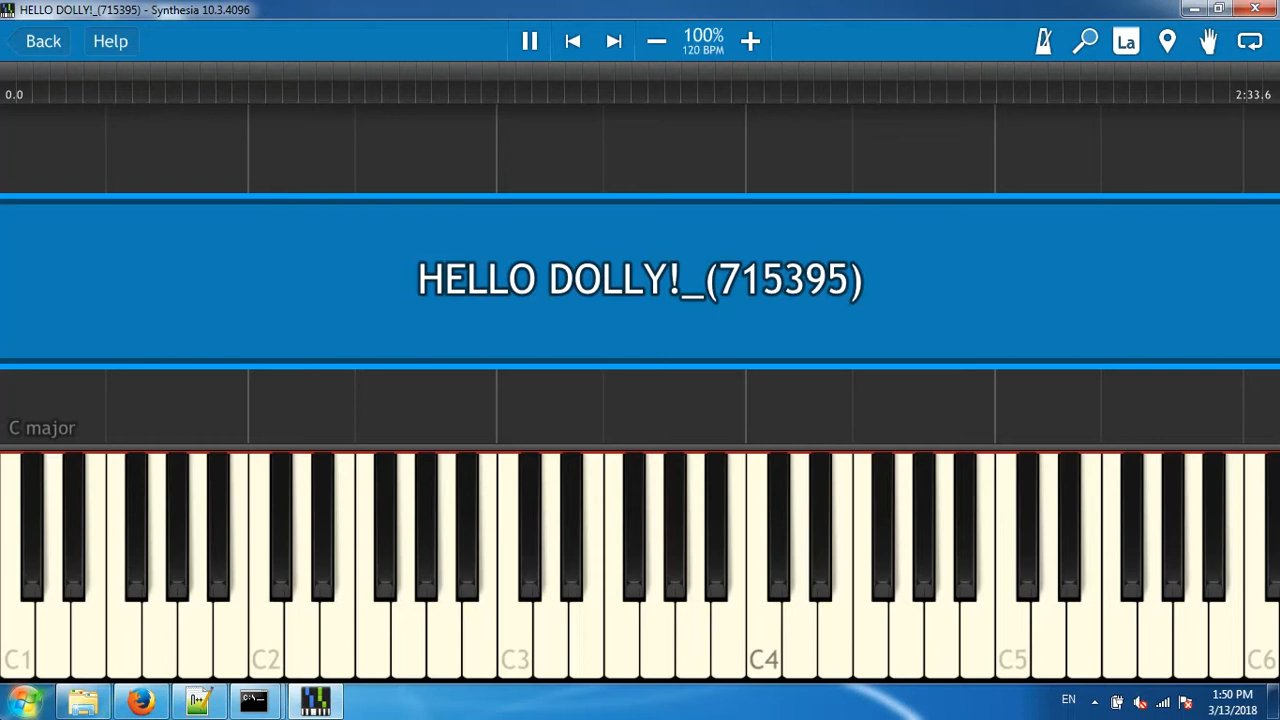 HELLO DOLLY!_(715395) - Synthesia 10.3.4096
Back Help 100% La
120 BPM
0.0 2:33.6
HELLO DOLLY!_(715395)
C major
C1 C2 C3 C4 C5 C6
EN 1:50 PM
3/13/2018